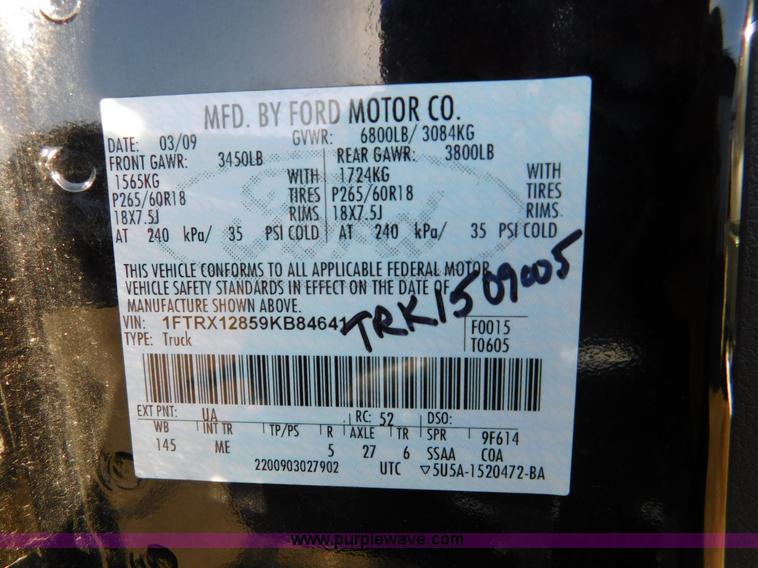 MFD. BY FORD MOTOR CO.
DATE: 03/09 GVWR: 6800LB/ 3084KG
FRONT GAWR: 3450LB REAR GAWR: 3800LB
1565KG WITH 1724KG WITH
P265/60R18 TIRES P265/60R18 TIRES
18X7.5J RIMS 18X7.5J RIMS
AT 240 kPa/ 35 PSI COLD AT 240 kPa/ 35 PSI COLD
THIS VEHICLE CONFORMS TO ALL APPLICABLE FEDERAL MOTOR
VEHICLE SAFETY STANDARDS IN EFFECT ON THE DATE OF
MANUFACTURE SHOWN ABOVE.
TRK1509005
VIN: 1FTRX12859KB84641 F0015
TYPE: Truck T0605
EXT PNT: UA RC: 52 DSO:
WB INT TR TP/PS R AXLE TR SPR 9F614
145 ME 5 27 6 SSAA COA
2200903027902 UTC ▽5U5A-1520472-BA
www.purplewave.com